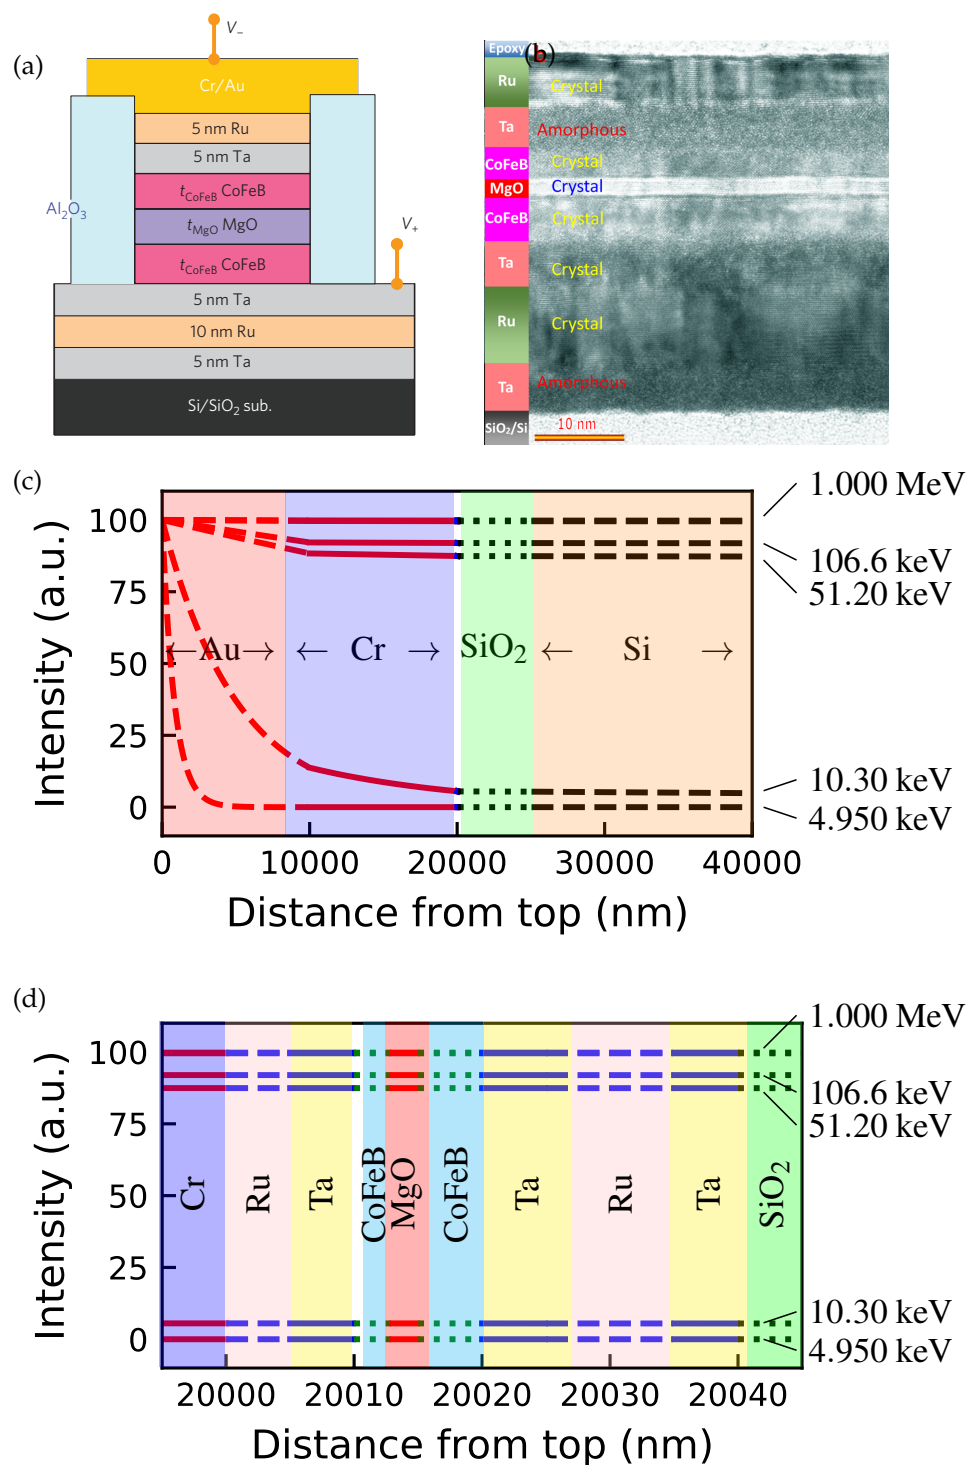 (a)
V₋
Cr/Au
5 nm Ru
5 nm Ta
tCoFeB CoFeB
Al₂O₃
tMgO MgO
V₊
tCoFeB CoFeB
5 nm Ta
10 nm Ru
5 nm Ta
Si/SiO₂ sub.
(b)
Epoxy
Ru
Crystal
Ta
Amorphous
CoFeB
Crystal
MgO
Crystal
CoFeB
Crystal
Ta
Crystal
Ru
Crystal
Ta
Amorphous
SiO₂/Si
10 nm
(c)
Intensity (a.u.)
100
75
50
25
0
←Au→
← Cr →
SiO₂
← Si →
1.000 MeV
106.6 keV
51.20 keV
10.30 keV
4.950 keV
0 10000 20000 30000 40000
Distance from top (nm)
(d)
Intensity (a.u.)
100
75
50
25
0
Cr
Ru
Ta
CoFeB
MgO
CoFeB
Ta
Ru
Ta
SiO₂
1.000 MeV
106.6 keV
51.20 keV
10.30 keV
4.950 keV
20000 20010 20020 20030 20040
Distance from top (nm)